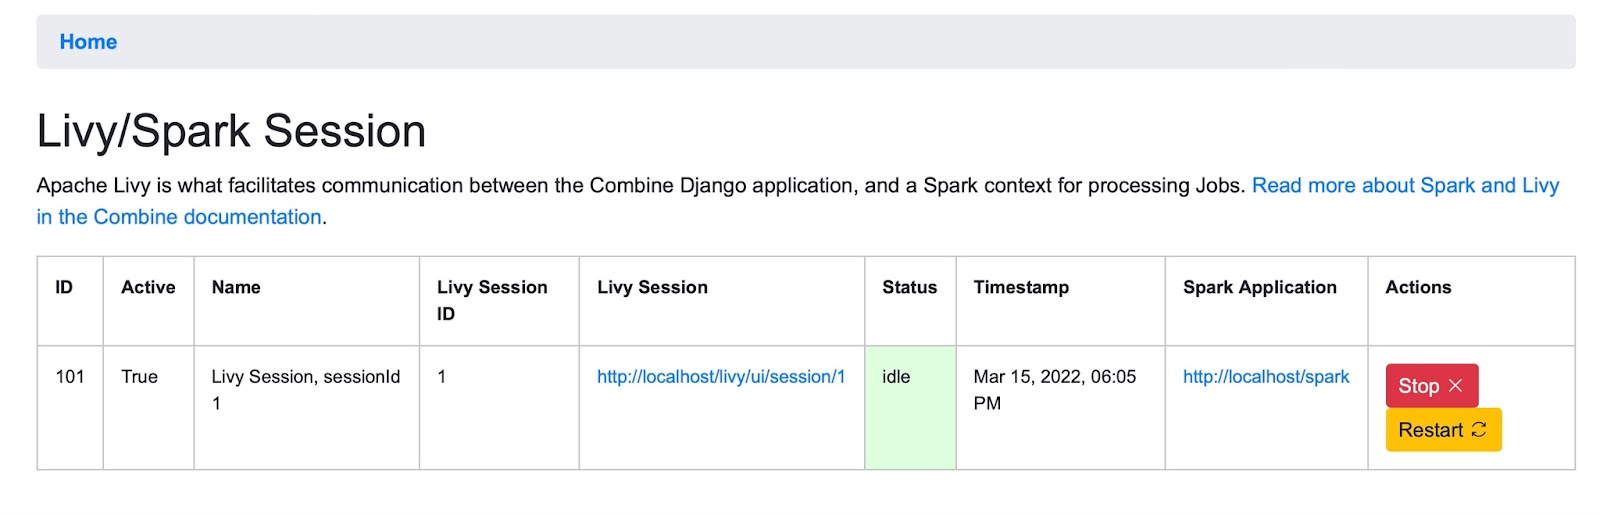 Home
Livy/Spark Session
Apache Livy is what facilitates communication between the Combine Django application, and a Spark context for processing Jobs. Read more about Spark and Livy
in the Combine documentation.
ID Active Name Livy Session ID Livy Session Status Timestamp Spark Application Actions
101 True Livy Session, sessionId 1 1 http://localhost/livy/ui/session/1 idle Mar 15, 2022, 06:05 PM http://localhost/spark Stop
Restart